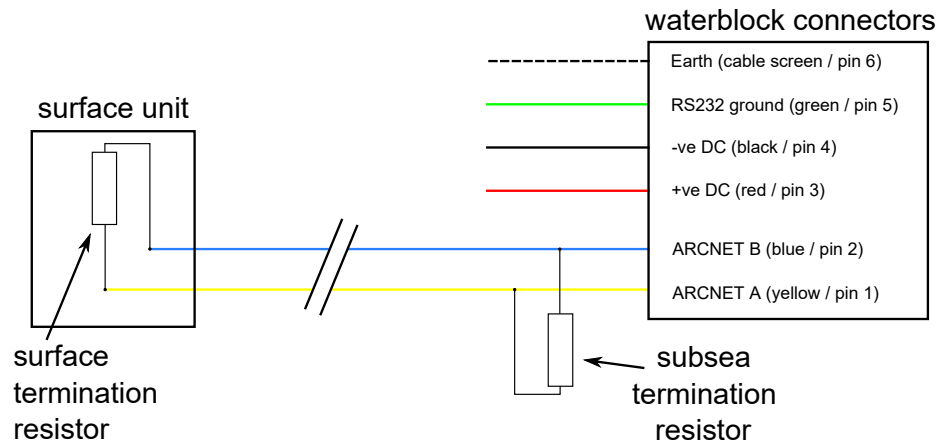 waterblock connectors
Earth (cable screen / pin 6)
RS232 ground (green / pin 5)
-ve DC (black / pin 4)
+ve DC (red / pin 3)
ARCNET B (blue / pin 2)
ARCNET A (yellow / pin 1)
surface unit
surface
termination
resistor
subsea
termination
resistor